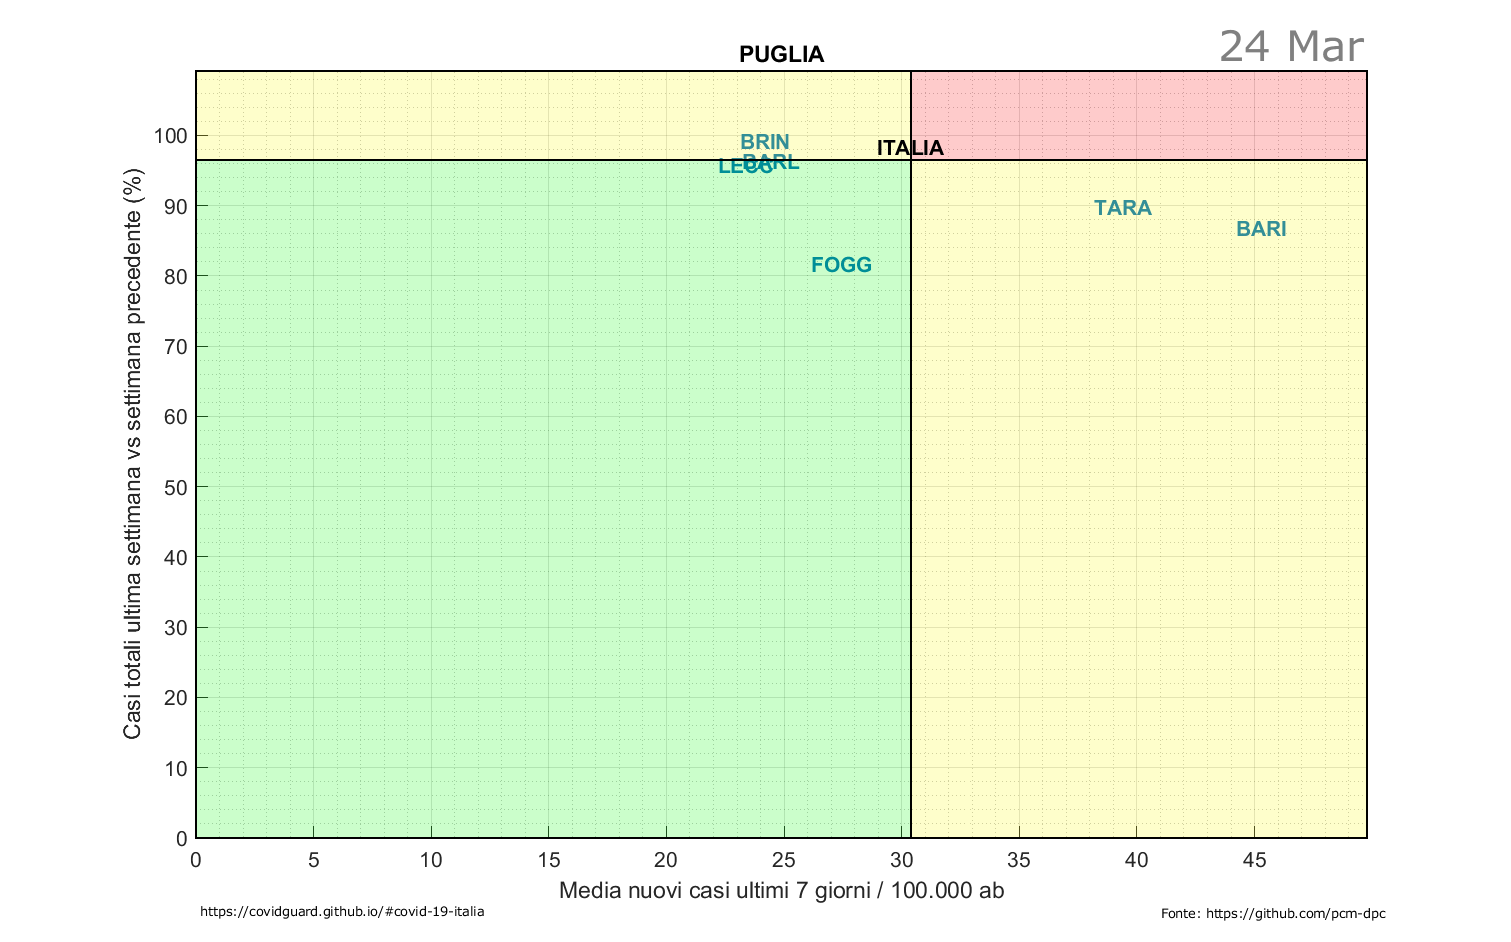 24 Mar
PUGLIA
Casi totali ultima settimana vs settimana precedente (%)
100
90
80
70
60
50
40
30
20
10
0
BRIN
ITALIA
BARL
LECC
TARA
BARI
FOGG
0 5 10 15 20 25 30 35 40 45
Media nuovi casi ultimi 7 giorni / 100.000 ab
https://covidguard.github.io/#covid-19-italia
Fonte: https://github.com/pcm-dpc